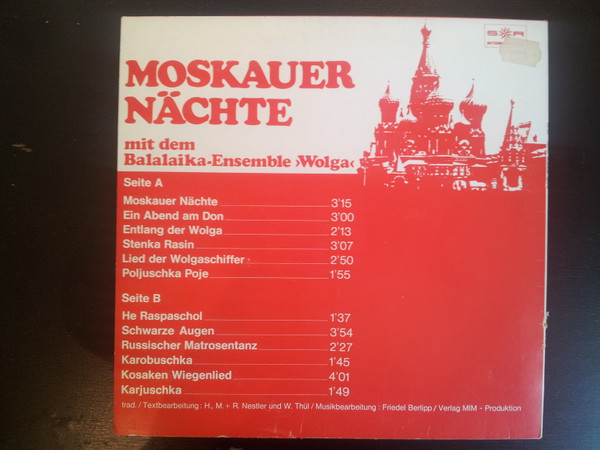 MOSKAUER
NÄCHTE
mit dem
Balalaika-Ensemble ›Wolga‹
Seite A
Moskauer Nächte 3'15
Ein Abend am Don 3'00
Entlang der Wolga 2'13
Stenka Rasin 3'07
Lied der Wolgaschiffer 2'50
Poljuschka Poje 1'55
Seite B
He Raspaschol 1'37
Schwarze Augen 3'54
Russischer Matrosentanz 2'27
Karobuschka 1'45
Kosaken Wiegenlied 4'01
Karjuschka 1'49
trad. / Textbearbeitung : H., M. + R. Nestler und W. Thül / Musikbearbeitung : Friedel Berlipp / Verlag MIM - Produktion